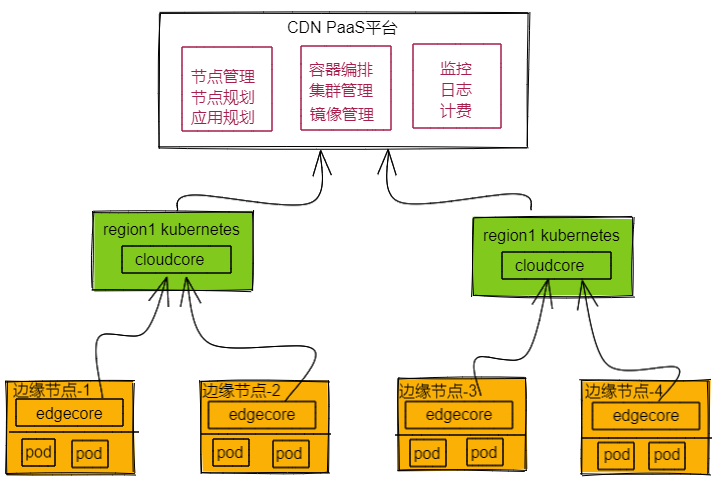 CDN PaaS平台
节点管理
节点规划
应用规划
容器编排
集群管理
镜像管理
监控
日志
计费
region1 kubernetes
cloudcore
region1 kubernetes
cloudcore
边缘节点-1
edgecore
pod
pod
边缘节点-2
edgecore
pod
pod
边缘节点-3
edgecore
pod
pod
边缘节点-4
edgecore
pod
pod